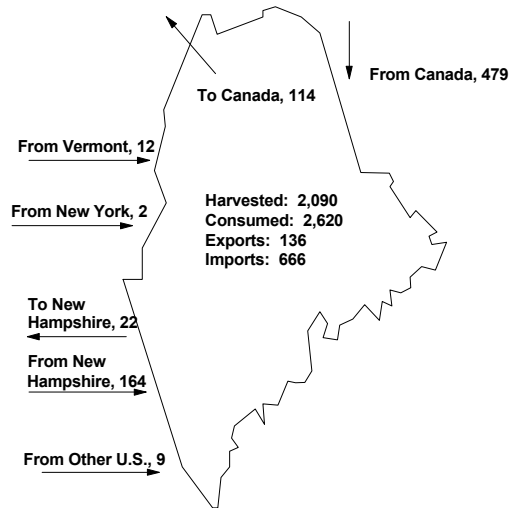 From Canada, 479
To Canada, 114
From Vermont, 12
Harvested:  2,090
Consumed:  2,620
Exports:  136
Imports:  666
From New York, 2
To New
Hampshire, 22
From New
Hampshire, 164
From Other U.S., 9